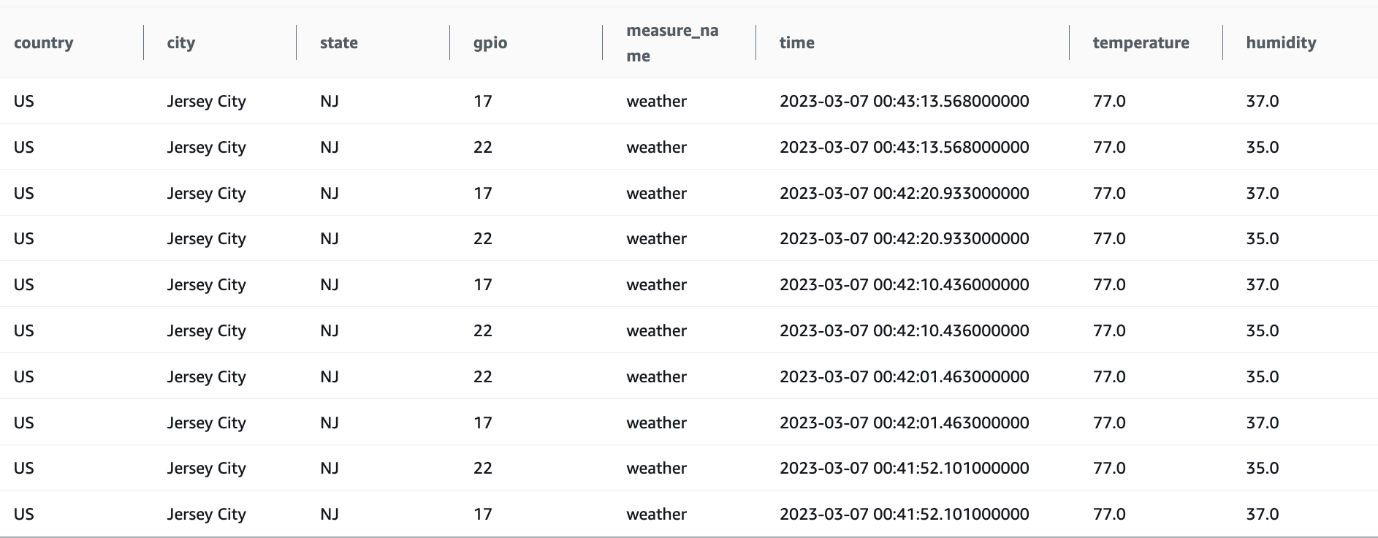 country city state gpio measure_na
me time temperature humidity
US Jersey City NJ 17 weather 2023-03-07 00:43:13.568000000 77.0 37.0
US Jersey City NJ 22 weather 2023-03-07 00:43:13.568000000 77.0 35.0
US Jersey City NJ 17 weather 2023-03-07 00:42:20.933000000 77.0 37.0
US Jersey City NJ 22 weather 2023-03-07 00:42:20.933000000 77.0 35.0
US Jersey City NJ 17 weather 2023-03-07 00:42:10.436000000 77.0 37.0
US Jersey City NJ 22 weather 2023-03-07 00:42:10.436000000 77.0 35.0
US Jersey City NJ 22 weather 2023-03-07 00:42:01.463000000 77.0 35.0
US Jersey City NJ 17 weather 2023-03-07 00:42:01.463000000 77.0 37.0
US Jersey City NJ 22 weather 2023-03-07 00:41:52.101000000 77.0 35.0
US Jersey City NJ 17 weather 2023-03-07 00:41:52.101000000 77.0 37.0